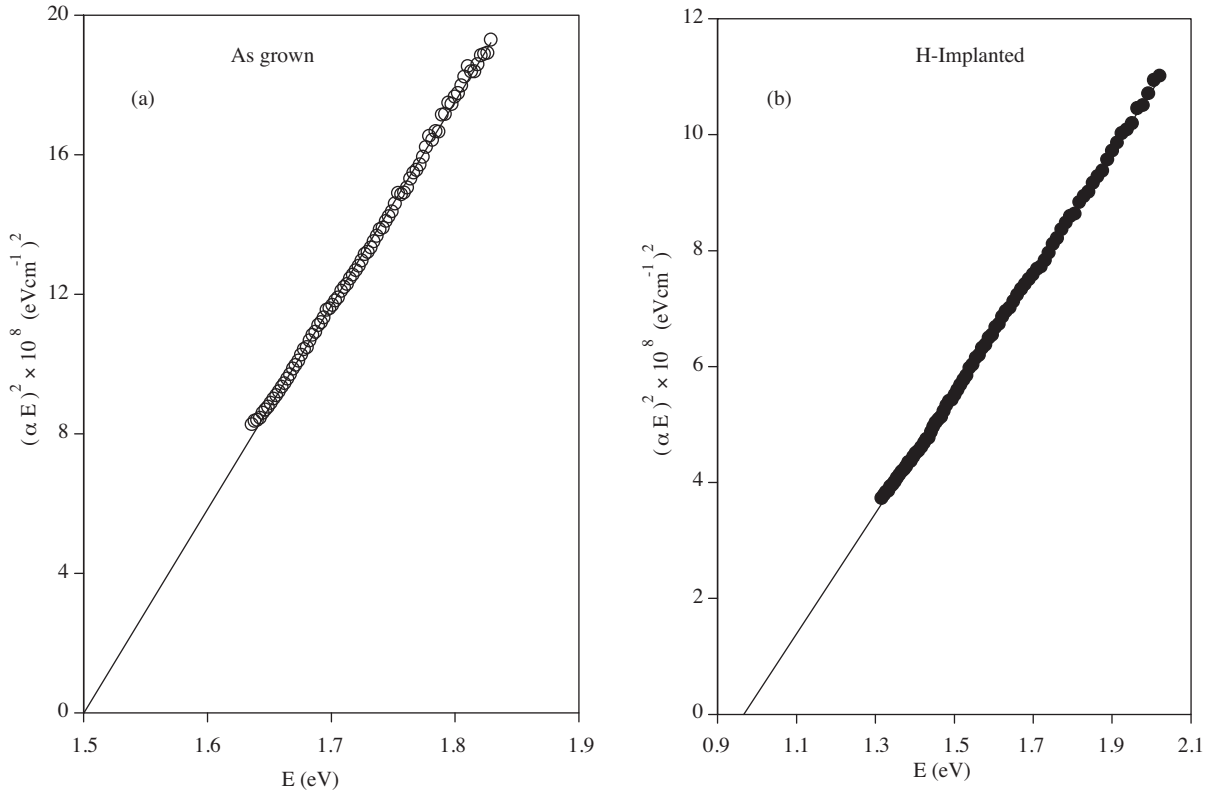 As grown
(a)
20
16
12
8
4
0
(αE)² × 10⁸ (eVcm⁻¹)²
1.5 1.6 1.7 1.8 1.9
E (eV)
H-Implanted
(b)
12
10
8
6
4
2
0
(αE)² × 10⁸ (eVcm⁻¹)²
0.9 1.1 1.3 1.5 1.7 1.9 2.1
E (eV)